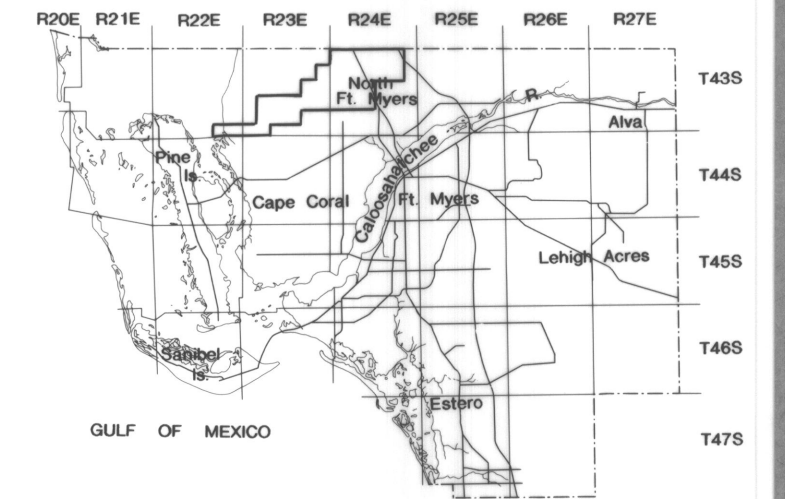 R20E R21E R22E R23E R24E R25E R26E R27E
T43S
North
Ft. Myers
R.
Alva
Pine
Is.
T44S
Caloosahatchee
Cape Coral
Ft. Myers
Lehigh Acres
T45S
Sanibel
Is.
T46S
Estero
GULF OF MEXICO
T47S